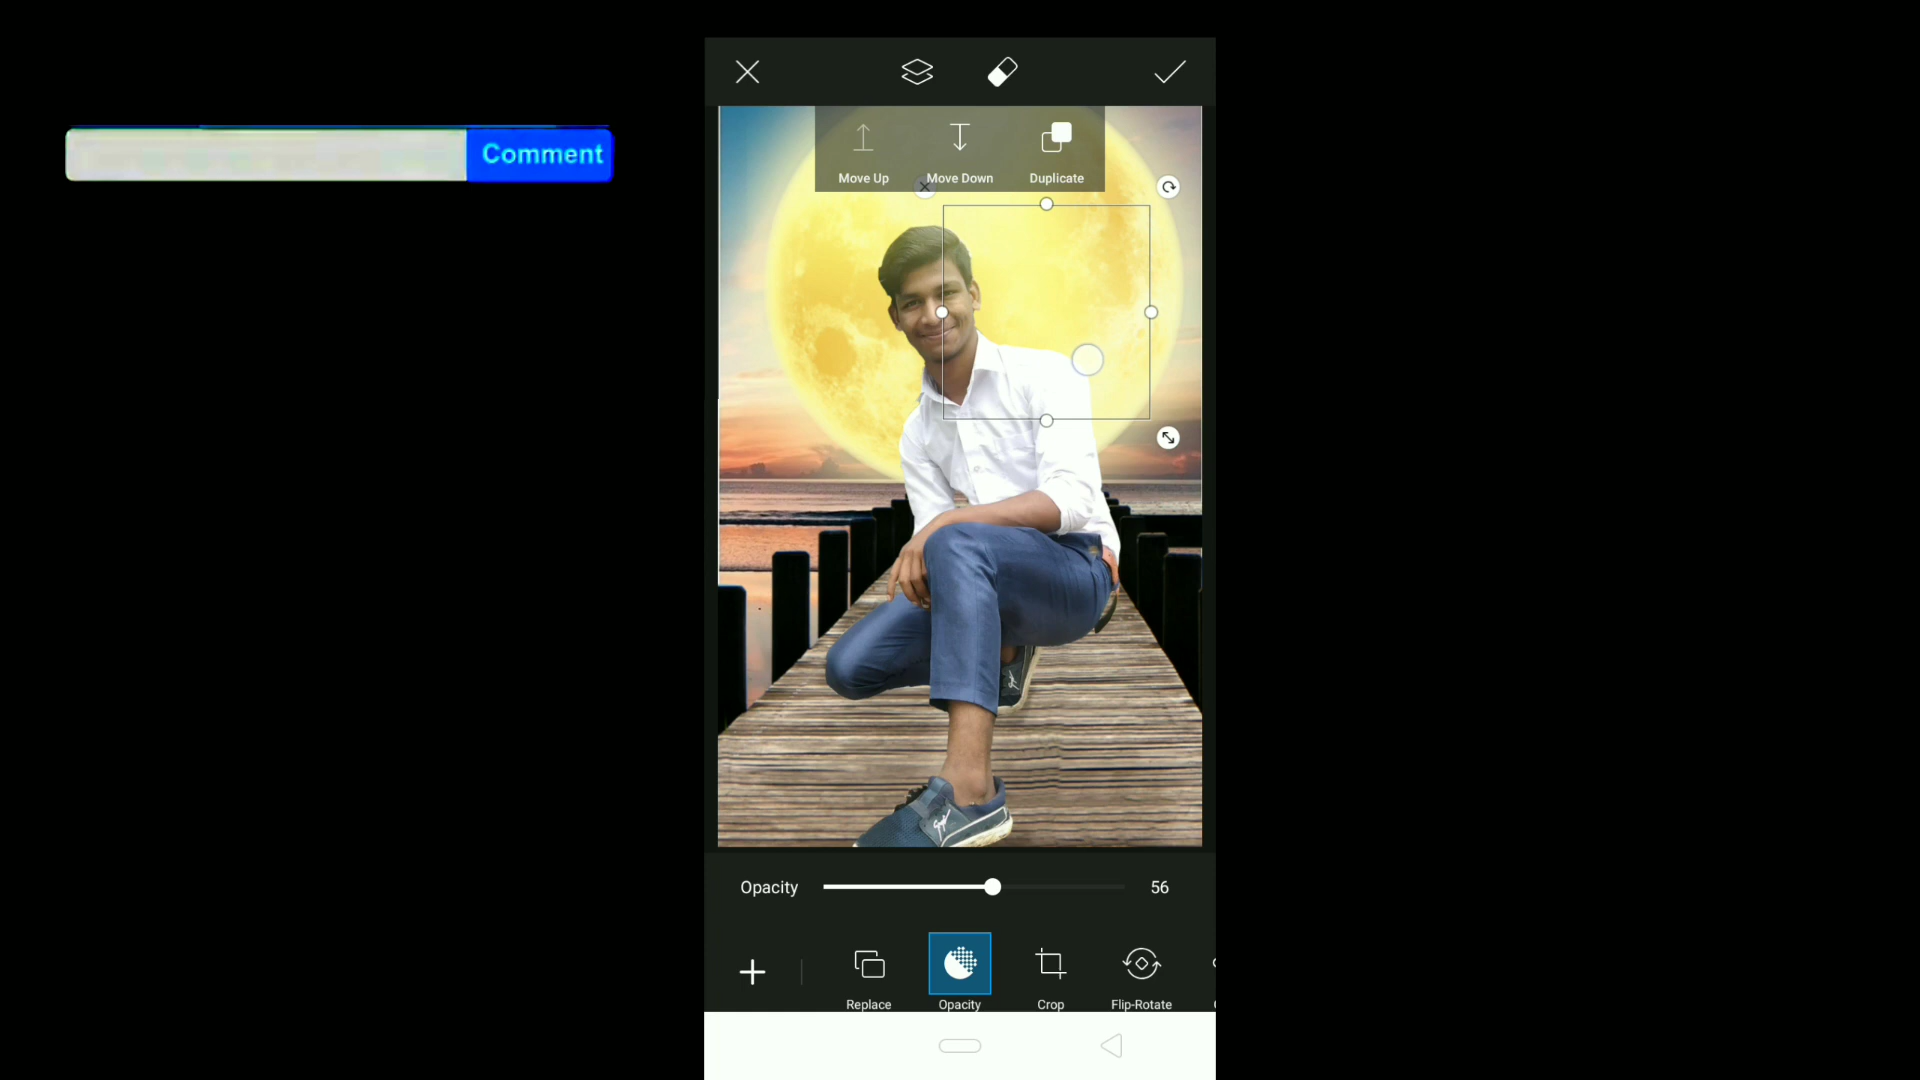 Comment
Move Up
Move Down
Duplicate
Opacity
56
Replace
Opacity
Crop
Flip-Rotate